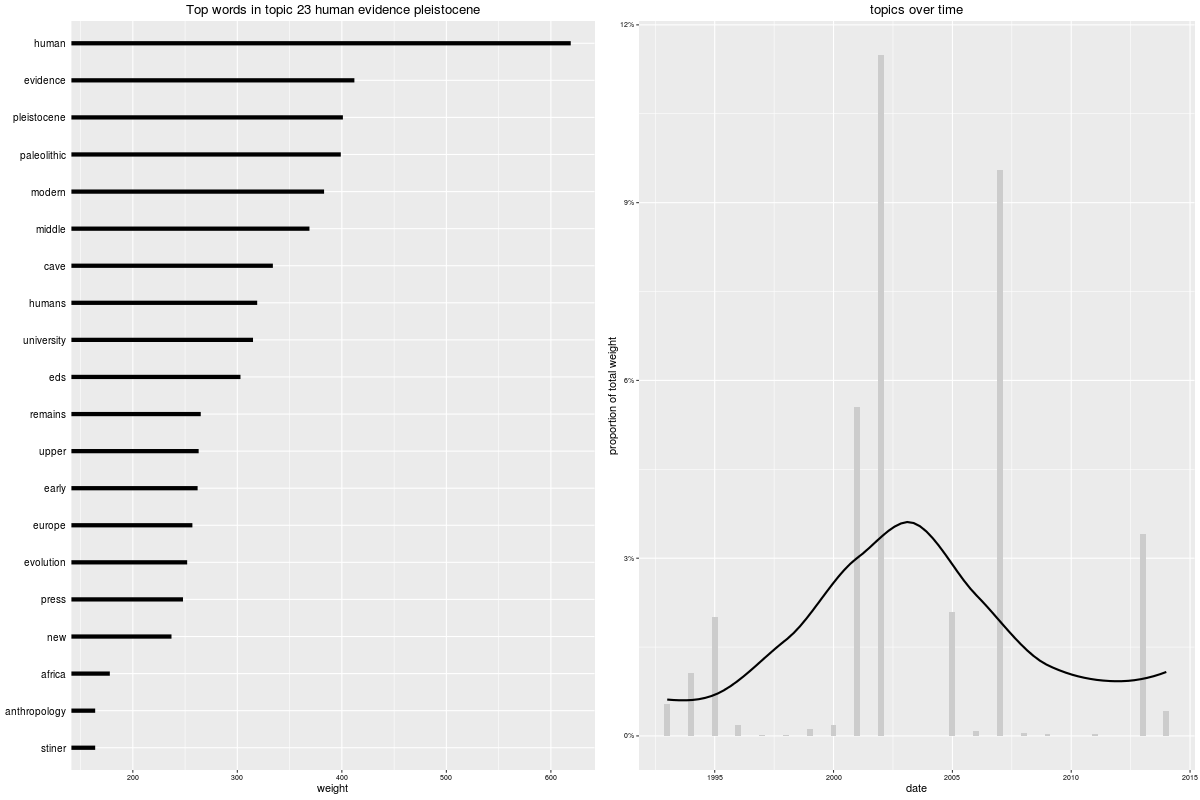 Top words in topic 23 human evidence pleistocene
human
evidence
pleistocene
paleolithic
modern
middle
cave
humans
university
eds
remains
upper
early
europe
evolution
press
new
africa
anthropology
stiner
200 300 400 500 600
weight
topics over time
proportion of total weight
12%
9%
6%
3%
0%
1995 2000 2005 2010 2015
date